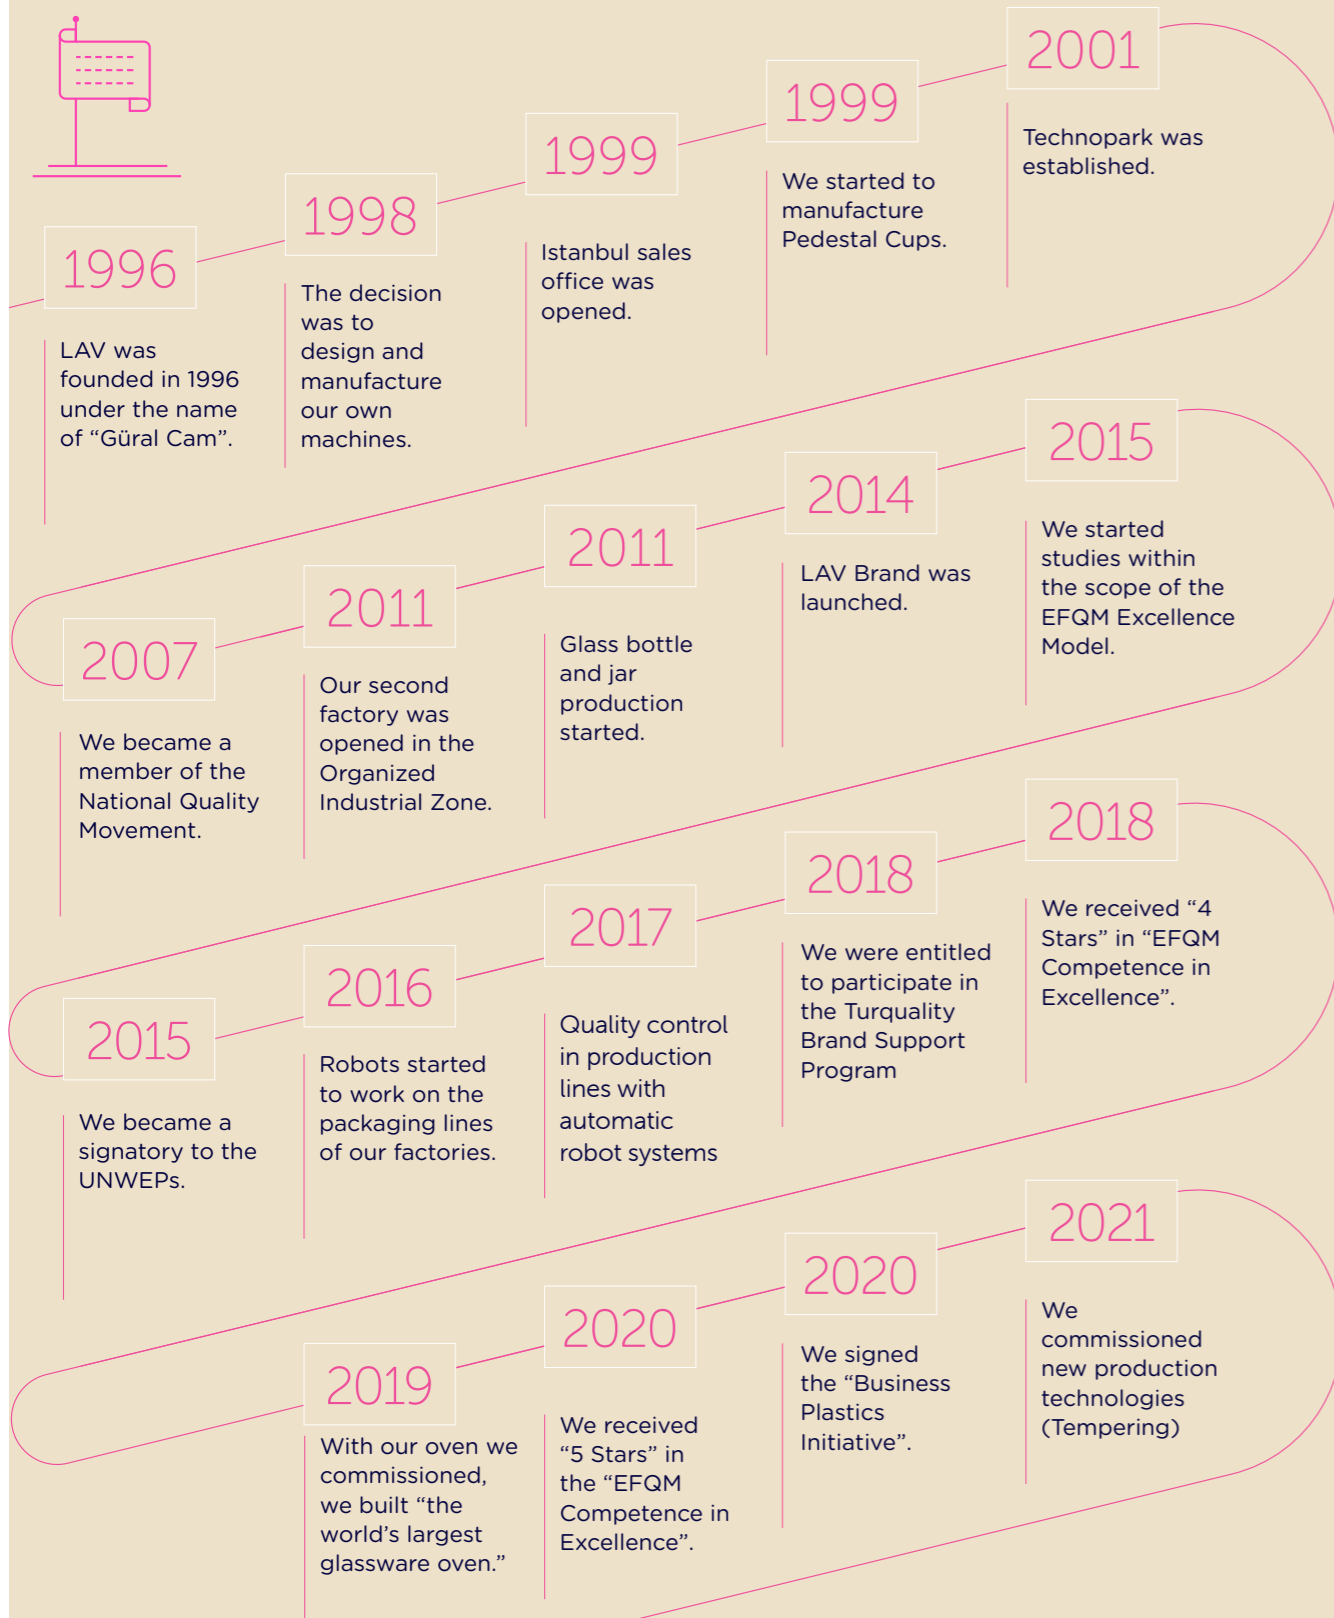 1996
LAV was
founded in 1996
under the name
of “Güral Cam”.
1998
The decision
was to
design and
manufacture
our own
machines.
1999
Istanbul sales
office was
opened.
1999
We started to
manufacture
Pedestal Cups.
2001
Technopark was
established.
2007
We became a
member of the
National Quality
Movement.
2011
Our second
factory was
opened in the
Organized
Industrial Zone.
2011
Glass bottle
and jar
production
started.
2014
LAV Brand was
launched.
2015
We started
studies within
the scope of the
EFQM Excellence
Model.
2015
We became a
signatory to the
UNWEPs.
2016
Robots started
to work on the
packaging lines
of our factories.
2017
Quality control
in production
lines with
automatic
robot systems
2018
We were entitled
to participate in
the Turquality
Brand Support
Program
2018
We received “4
Stars” in “EFQM
Competence in
Excellence”.
2019
With our oven we
commissioned,
we built “the
world’s largest
glassware oven.”
2020
We received
“5 Stars” in
the “EFQM
Competence in
Excellence”.
2020
We signed
the “Business
Plastics
Initiative”.
2021
We
commissioned
new production
technologies
(Tempering)